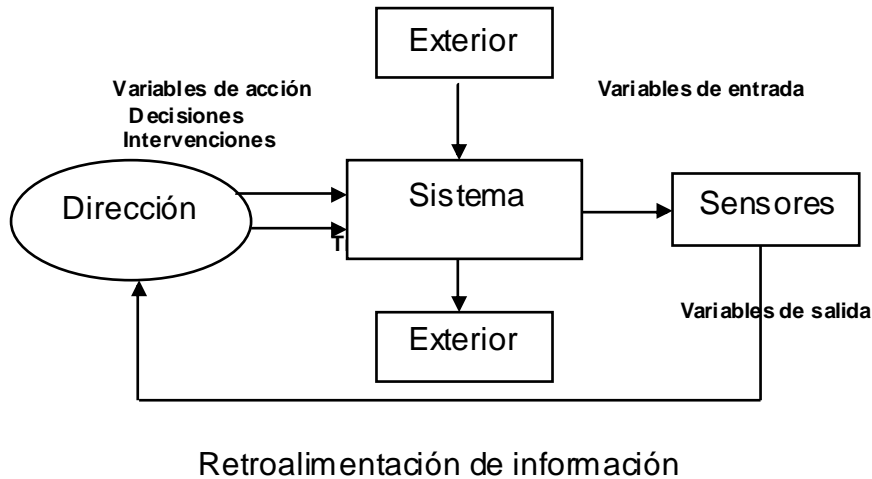 Exterior
Variables de acción
Decisiones
Intervenciones
Variables de entrada
Dirección
Sistema
Sensores
T
Variables de salida
Exterior
Retroalimentación de información